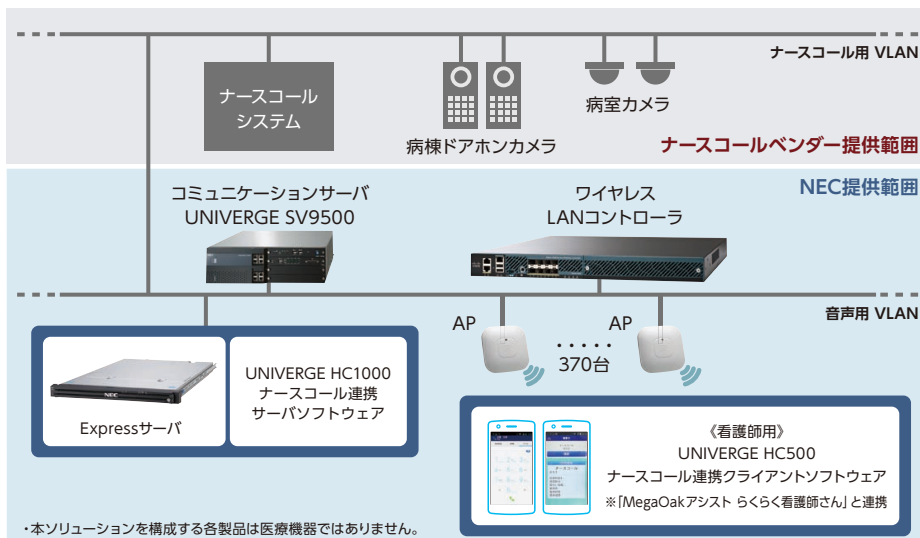 ナースコール用 VLAN
ナースコール
システム
病棟ドアホンカメラ
病室カメラ
ナースコールベンダー提供範囲
NEC提供範囲
コミュニケーションサーバ
UNIVERGE SV9500
ワイヤレス
LANコントローラ
音声用 VLAN
AP
AP
・・・・・
370台
NEC
Expressサーバ
UNIVERGE HC1000
ナースコール連携
サーバソフトウェア
ナースコール
《看護師用》
UNIVERGE HC500
ナースコール連携クライアントソフトウェア
※「MegaOakアシスト らくらく看護師さん」と連携
・本ソリューションを構成する各製品は医療機器ではありません。